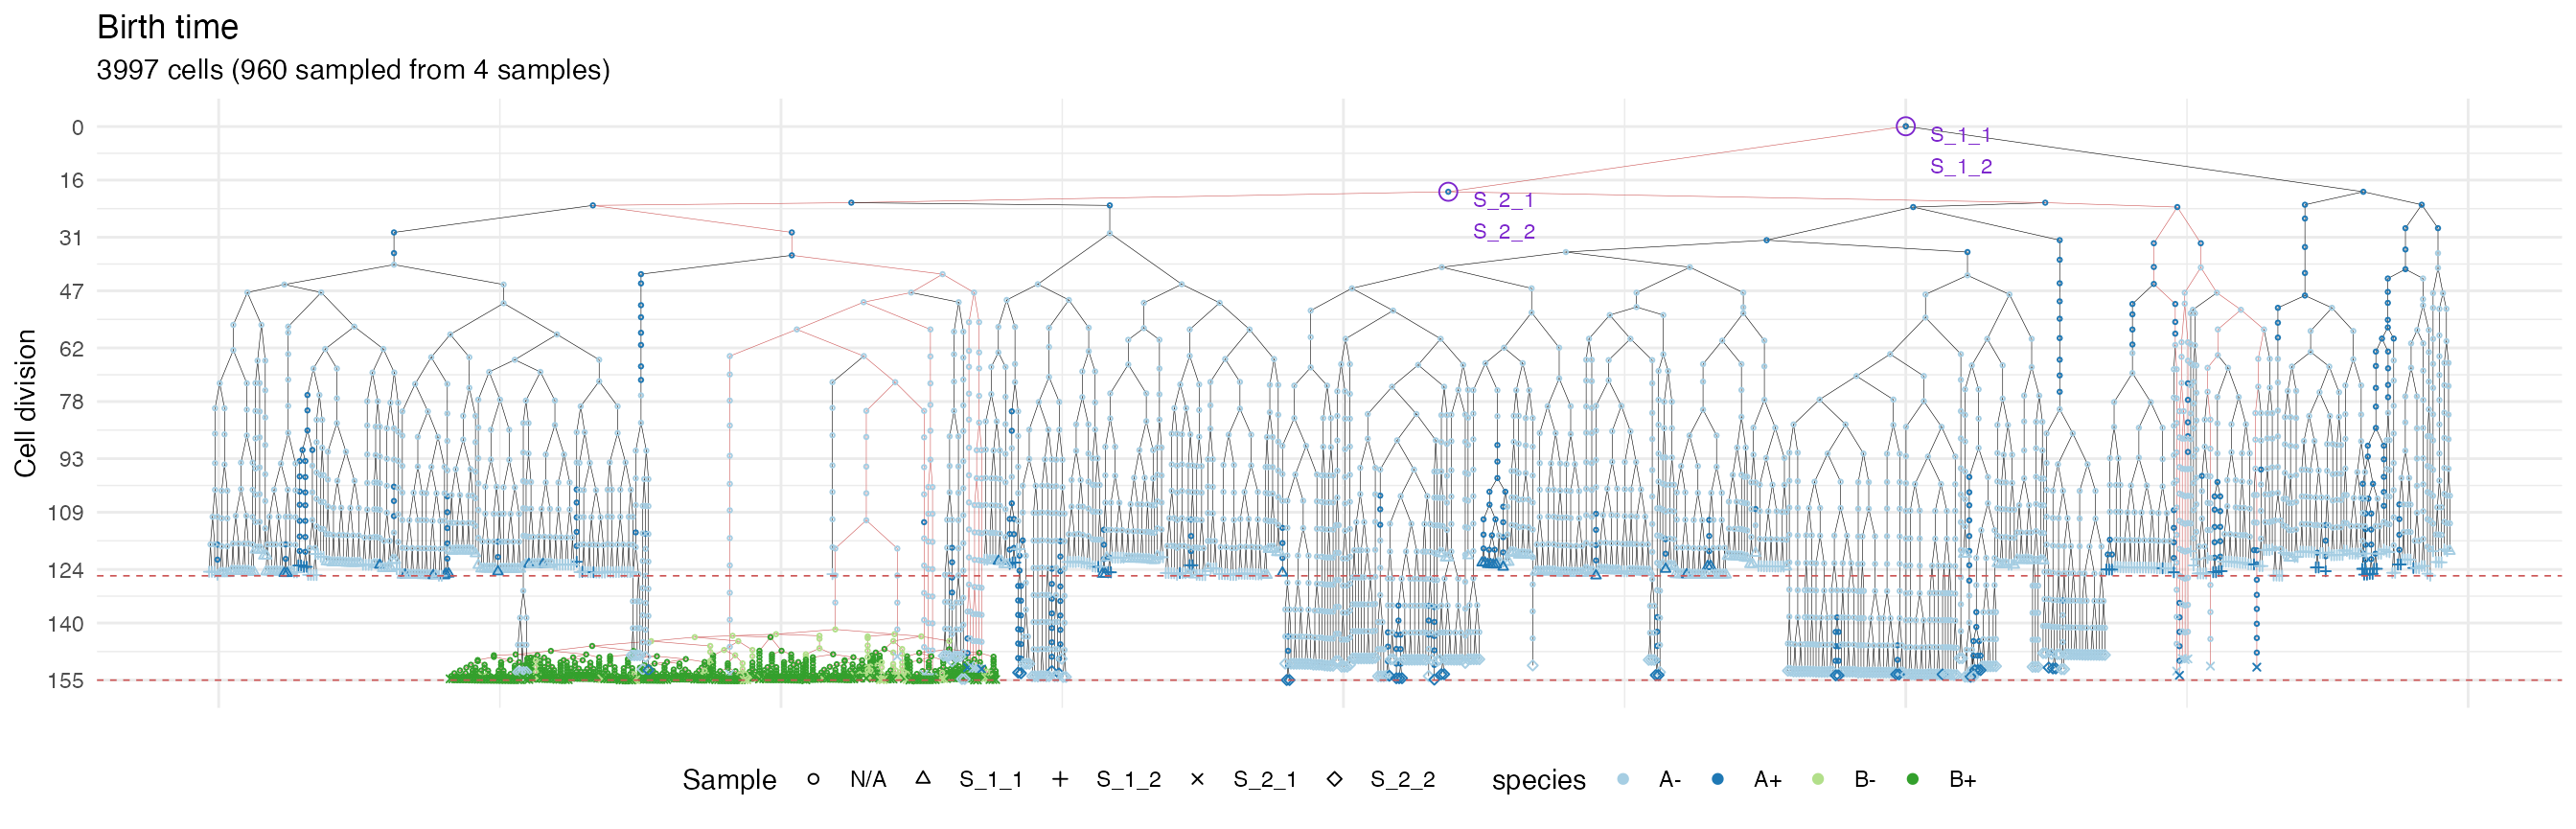 Birth time
3997 cells (960 sampled from 4 samples)
Cell division
0
16
31
47
62
78
93
109
124
140
155
S_1_1
S_1_2
S_2_1
S_2_2
Sample N/A S_1_1 S_1_2 S_2_1 S_2_2 species A- A+ B- B+